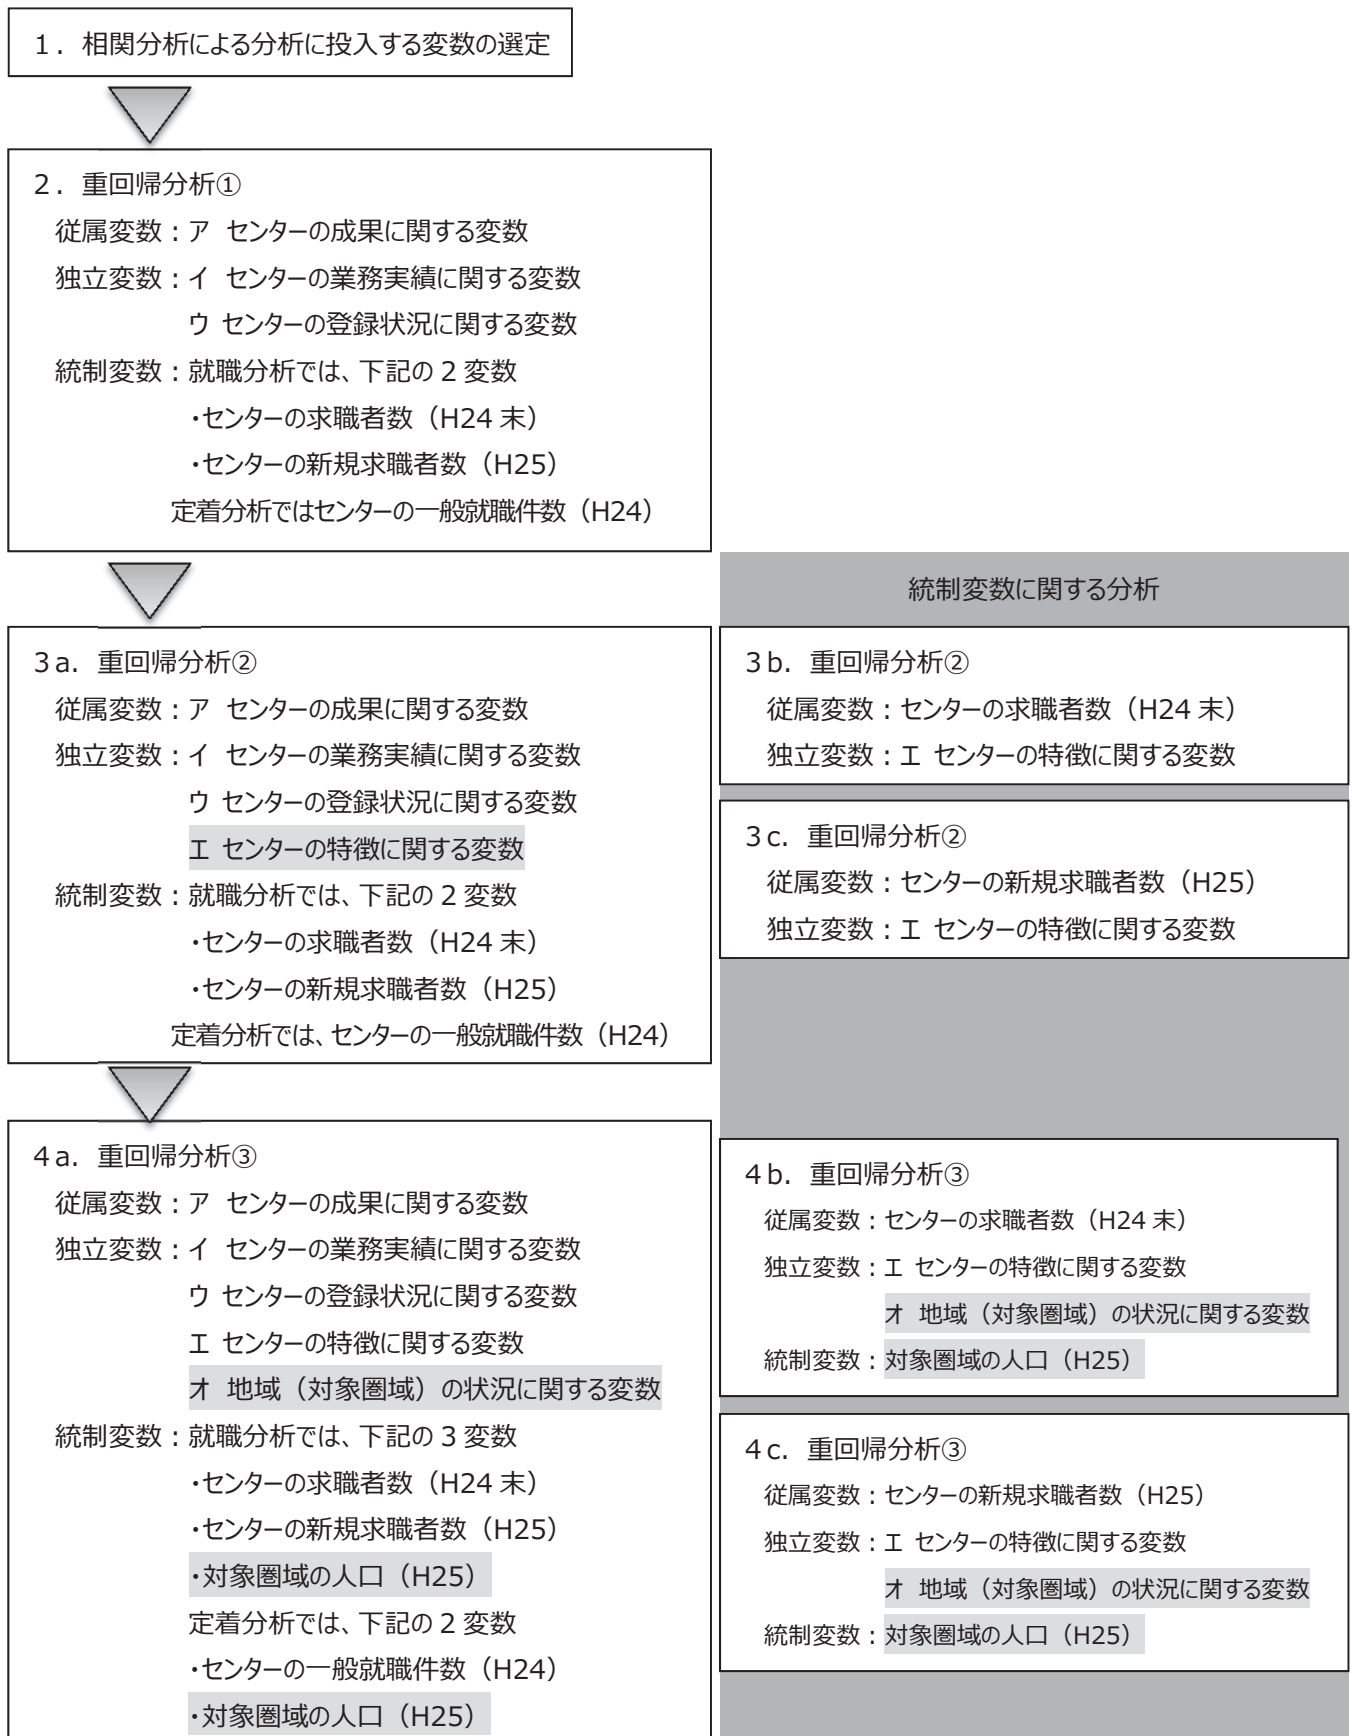 1．相関分析による分析に投入する変数の選定
2．重回帰分析①
従属変数：ア センターの成果に関する変数
独立変数：イ センターの業務実績に関する変数
ウ センターの登録状況に関する変数
統制変数：就職分析では、下記の2変数
・センターの求職者数（H24末）
・センターの新規求職者数（H25）
定着分析ではセンターの一般就職件数（H24）
統制変数に関する分析
3a．重回帰分析②
従属変数：ア センターの成果に関する変数
独立変数：イ センターの業務実績に関する変数
ウ センターの登録状況に関する変数
エ センターの特徴に関する変数
統制変数：就職分析では、下記の2変数
・センターの求職者数（H24末）
・センターの新規求職者数（H25）
定着分析では、センターの一般就職件数（H24）
3b．重回帰分析②
従属変数：センターの求職者数（H24末）
独立変数：エ センターの特徴に関する変数
3c．重回帰分析②
従属変数：センターの新規求職者数（H25）
独立変数：エ センターの特徴に関する変数
4a．重回帰分析③
従属変数：ア センターの成果に関する変数
独立変数：イ センターの業務実績に関する変数
ウ センターの登録状況に関する変数
エ センターの特徴に関する変数
オ 地域（対象圏域）の状況に関する変数
統制変数：就職分析では、下記の3変数
・センターの求職者数（H24末）
・センターの新規求職者数（H25）
・対象圏域の人口（H25）
定着分析では、下記の2変数
・センターの一般就職件数（H24）
・対象圏域の人口（H25）
4b．重回帰分析③
従属変数：センターの求職者数（H24末）
独立変数：エ センターの特徴に関する変数
オ 地域（対象圏域）の状況に関する変数
統制変数：対象圏域の人口（H25）
4c．重回帰分析③
従属変数：センターの新規求職者数（H25）
独立変数：エ センターの特徴に関する変数
オ 地域（対象圏域）の状況に関する変数
統制変数：対象圏域の人口（H25）